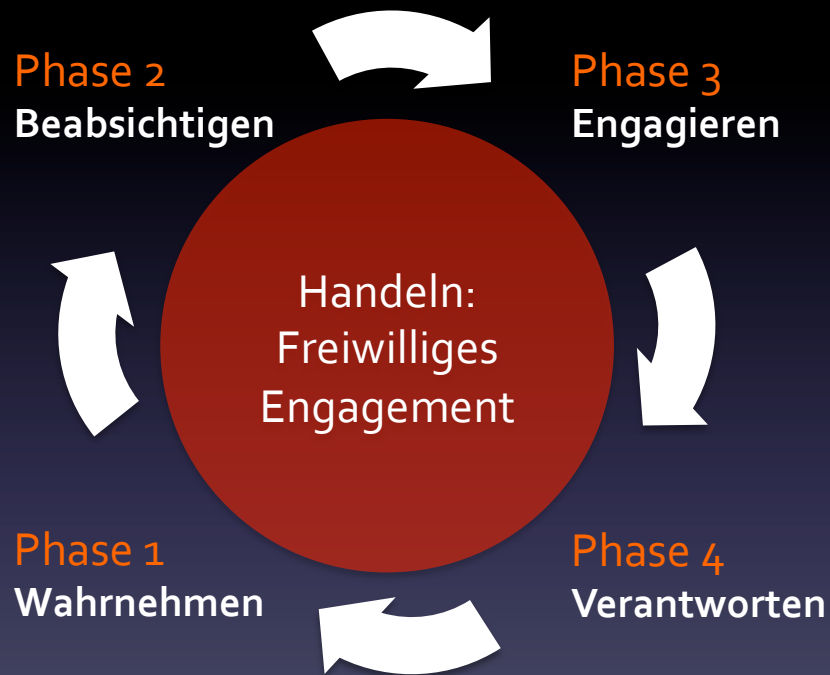 Phase 2
Beabsichtigen
Phase 3
Engagieren
Handeln:
Freiwilliges
Engagement
Phase 1
Wahrnehmen
Phase 4
Verantworten